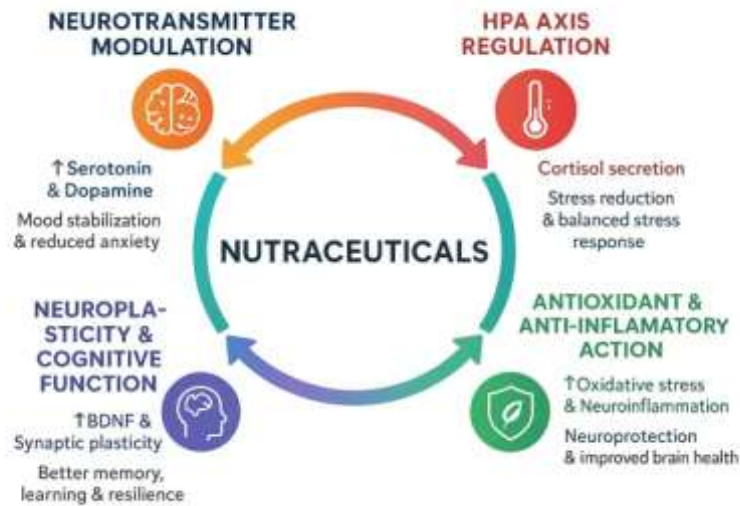 NEUROTRANSMITTER
MODULATION
↑Serotonin
& Dopamine
Mood stabilization
& reduced anxiety
HPA AXIS
REGULATION
Cortisol secretion
Stress reduction
& balanced stress
response
NUTRACEUTICALS
NEUROPLA-
STICITY &
COGNITIVE
FUNCTION
↑BDNF &
Synaptic plasticity
Better memory,
learning & resilience
ANTIOXIDANT &
ANTI-INFLAMATORY
ACTION
↑Oxidative stress
& Neuroinflammation
Neuroprotection
& improved brain health